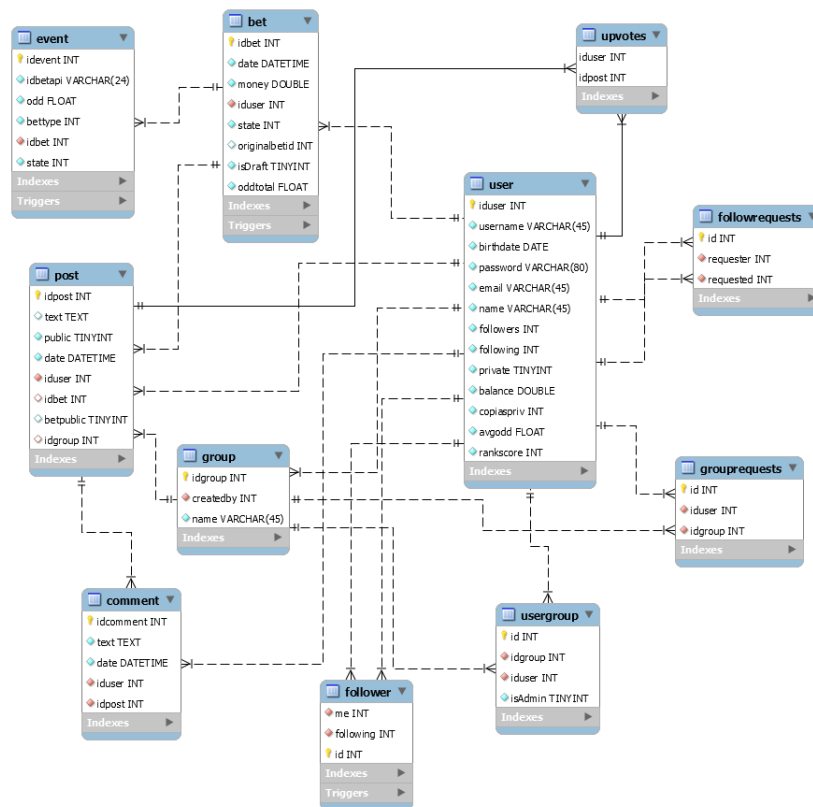 event
idevent INT
idbetapi VARCHAR(24)
odd FLOAT
bettype INT
idbet INT
state INT
Indexes
Triggers
bet
idbet INT
date DATETIME
money DOUBLE
iduser INT
state INT
originalbetid INT
isDraft TINYINT
oddtotal FLOAT
Indexes
Triggers
upvotes
iduser INT
idpost INT
Indexes
user
iduser INT
username VARCHAR(45)
birthdate DATE
password VARCHAR(80)
email VARCHAR(45)
name VARCHAR(45)
followers INT
following INT
private TINYINT
balance DOUBLE
copiaspriv INT
avgodd FLOAT
rankscore INT
Indexes
followrequests
id INT
requester INT
requested INT
Indexes
post
idpost INT
text TEXT
public TINYINT
date DATETIME
iduser INT
idbet INT
betpublic TINYINT
idgroup INT
Indexes
group
idgroup INT
createdby INT
name VARCHAR(45)
Indexes
grouprequests
id INT
iduser INT
idgroup INT
Indexes
comment
idcomment INT
text TEXT
date DATETIME
iduser INT
idpost INT
Indexes
usergroup
id INT
idgroup INT
iduser INT
isAdmin TINYINT
Indexes
follower
me INT
following INT
id INT
Indexes
Triggers